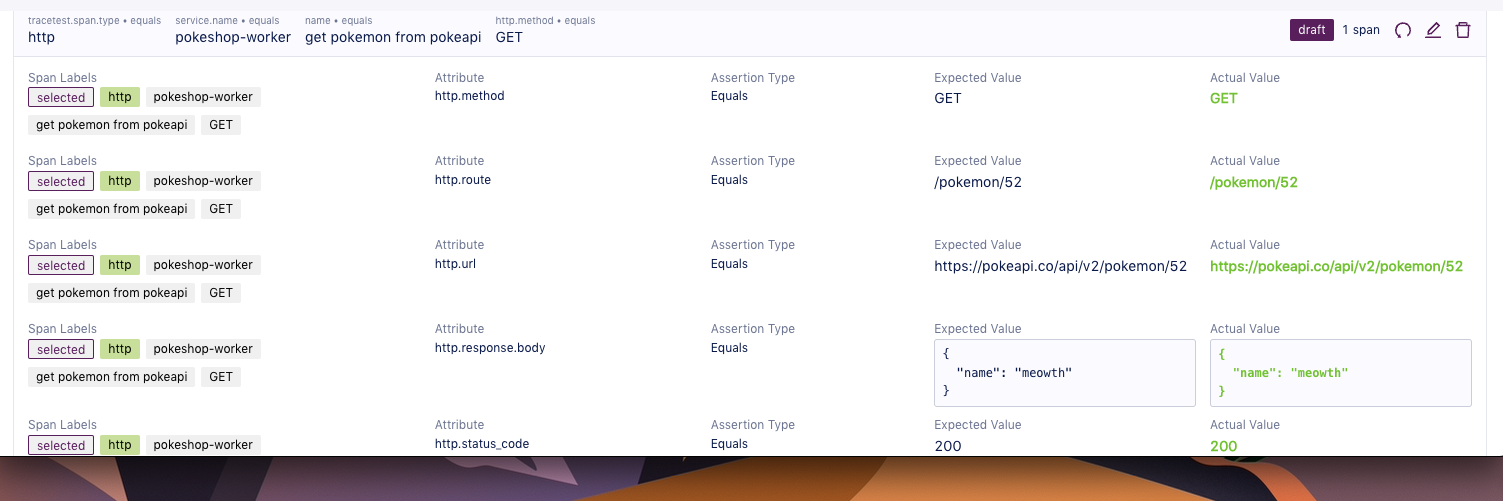 tracetest.span.type • equals service.name • equals name • equals http.method • equals
http pokeshop-worker get pokemon from pokeapi GET draft 1 span
Span Labels Attribute Assertion Type Expected Value Actual Value
selected http pokeshop-worker http.method Equals GET GET
get pokemon from pokeapi GET
Span Labels Attribute Assertion Type Expected Value Actual Value
selected http pokeshop-worker http.route Equals /pokemon/52 /pokemon/52
get pokemon from pokeapi GET
Span Labels Attribute Assertion Type Expected Value Actual Value
selected http pokeshop-worker http.url Equals https://pokeapi.co/api/v2/pokemon/52 https://pokeapi.co/api/v2/pokemon/52
get pokemon from pokeapi GET
Span Labels Attribute Assertion Type Expected Value Actual Value
selected http pokeshop-worker http.response.body Equals { {
"name": "meowth" "name": "meowth"
get pokemon from pokeapi GET } }
Span Labels Attribute Assertion Type Expected Value Actual Value
selected http pokeshop-worker http.status_code Equals 200 200